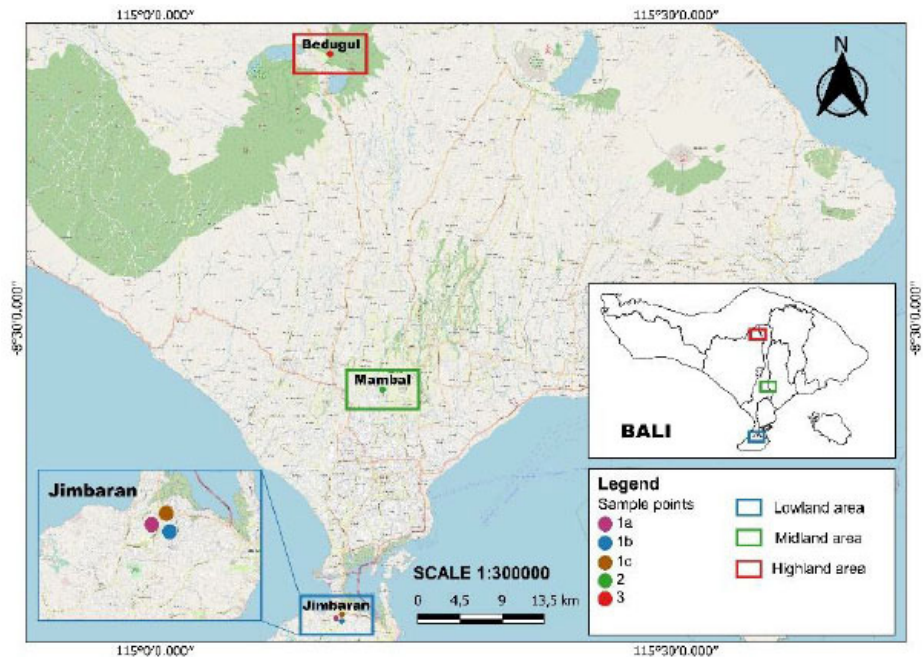 115°0'0.000"
115°30'0.000"
Bedugul
N
-8°30'0.000"
-8°30'0.000"
Mambal
BALI
Jimbaran
Legend
Sample points
1a
1b
1c
2
3
Lowland area
Midland area
Highland area
SCALE 1:300000
0 4,5 9 13,5 km
Jimbaran
115°0'0.000"
115°30'0.000"